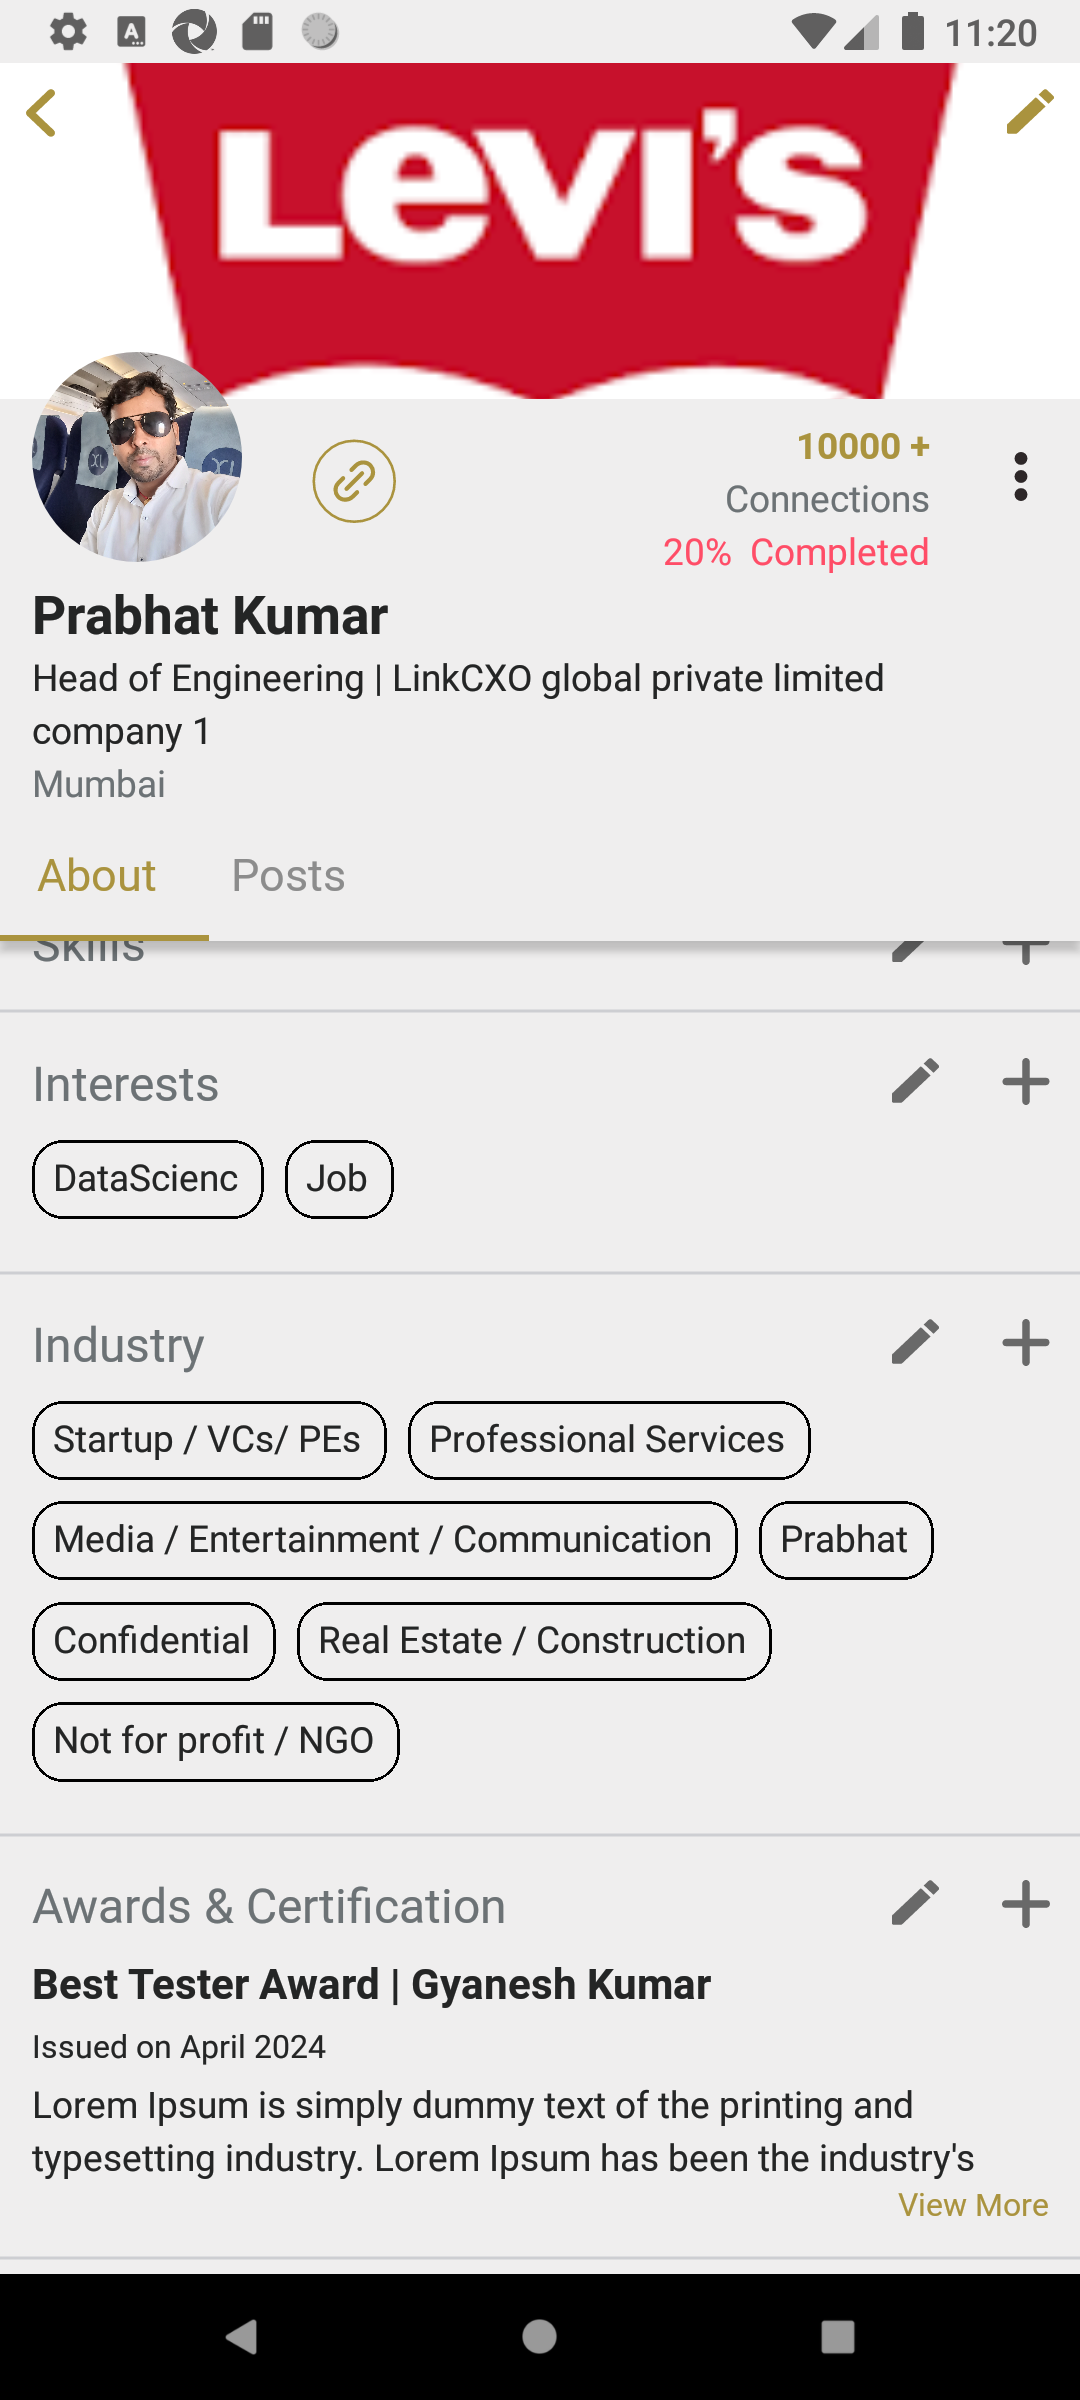 11:20
Levi's
10000 +
Connections
20% Completed
Prabhat Kumar
Head of Engineering | LinkCXO global private limited
company 1
Mumbai
About Posts
Skills
Interests
DataScienc Job
Industry
Startup / VCs/ PEs Professional Services
Media / Entertainment / Communication Prabhat
Confidential Real Estate / Construction
Not for profit / NGO
Awards & Certification
Best Tester Award | Gyanesh Kumar
Issued on April 2024
Lorem Ipsum is simply dummy text of the printing and
typesetting industry. Lorem Ipsum has been the industry's
View More